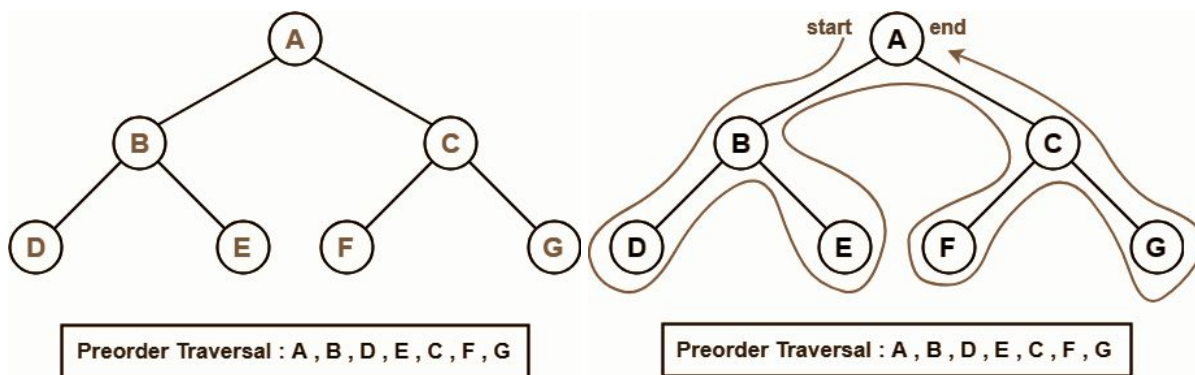 A
B C
D E F G
Preorder Traversal : A , B , D , E , C , F , G
start A end
B C
D E F G
Preorder Traversal : A , B , D , E , C , F , G